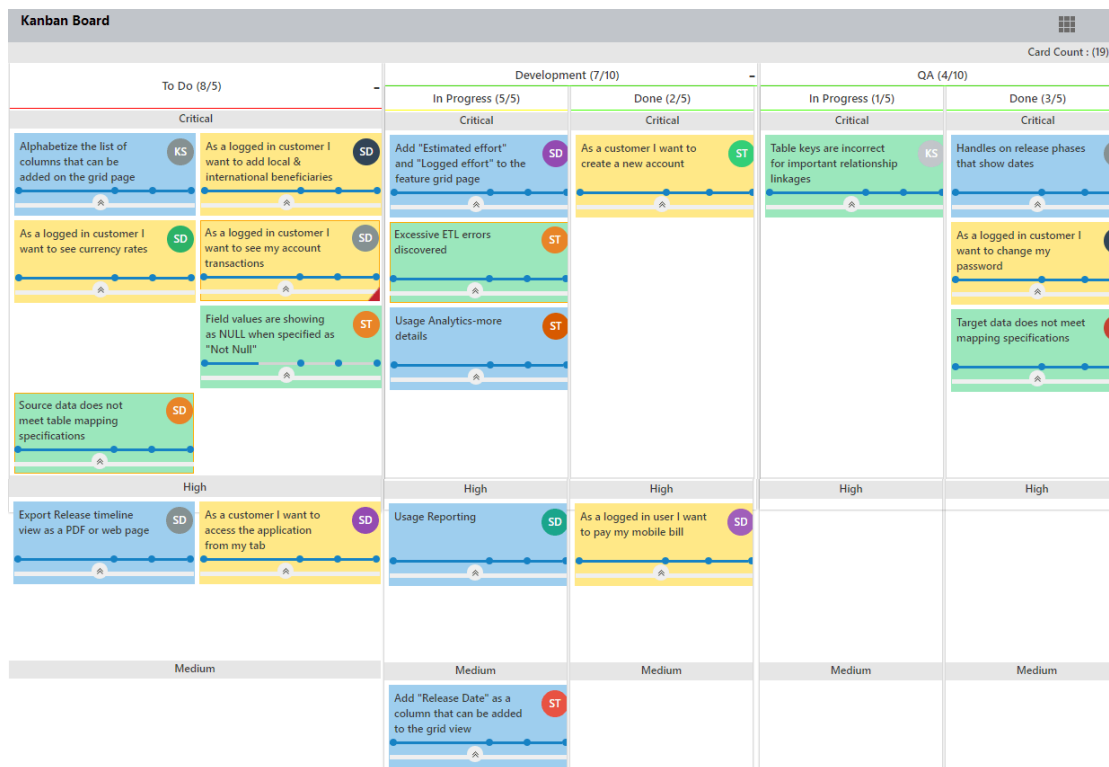 Kanban Board
Card Count : (19)
To Do (8/5)
-
Development (7/10)
-
QA (4/10)
In Progress (5/5)
Done (2/5)
In Progress (1/5)
Done (3/5)
Critical
Critical
Critical
Critical
Critical
Alphabetize the list of
columns that can be
added on the grid page
KS
As a logged in customer I
want to add local &
international beneficiaries
SD
Add "Estimated effort"
and "Logged effort" to the
feature grid page
SD
As a customer I want to
create a new account
ST
Table keys are incorrect
for important relationship
linkages
KS
Handles on release phases
that show dates
As a logged in customer I
want to see currency rates
SD
As a logged in customer I
want to see my account
transactions
SD
Excessive ETL errors
discovered
ST
As a logged in customer I
want to change my
password
Field values are showing
as NULL when specified as
"Not Null"
ST
Usage Analytics-more
details
ST
Target data does not meet
mapping specifications
Source data does not
meet table mapping
specifications
SD
High
High
High
High
High
Export Release timeline
view as a PDF or web page
SD
As a customer I want to
access the application
from my tab
SD
Usage Reporting
SD
As a logged in user I want
to pay my mobile bill
SD
Medium
Medium
Medium
Medium
Medium
Add "Release Date" as a
column that can be added
to the grid view
ST